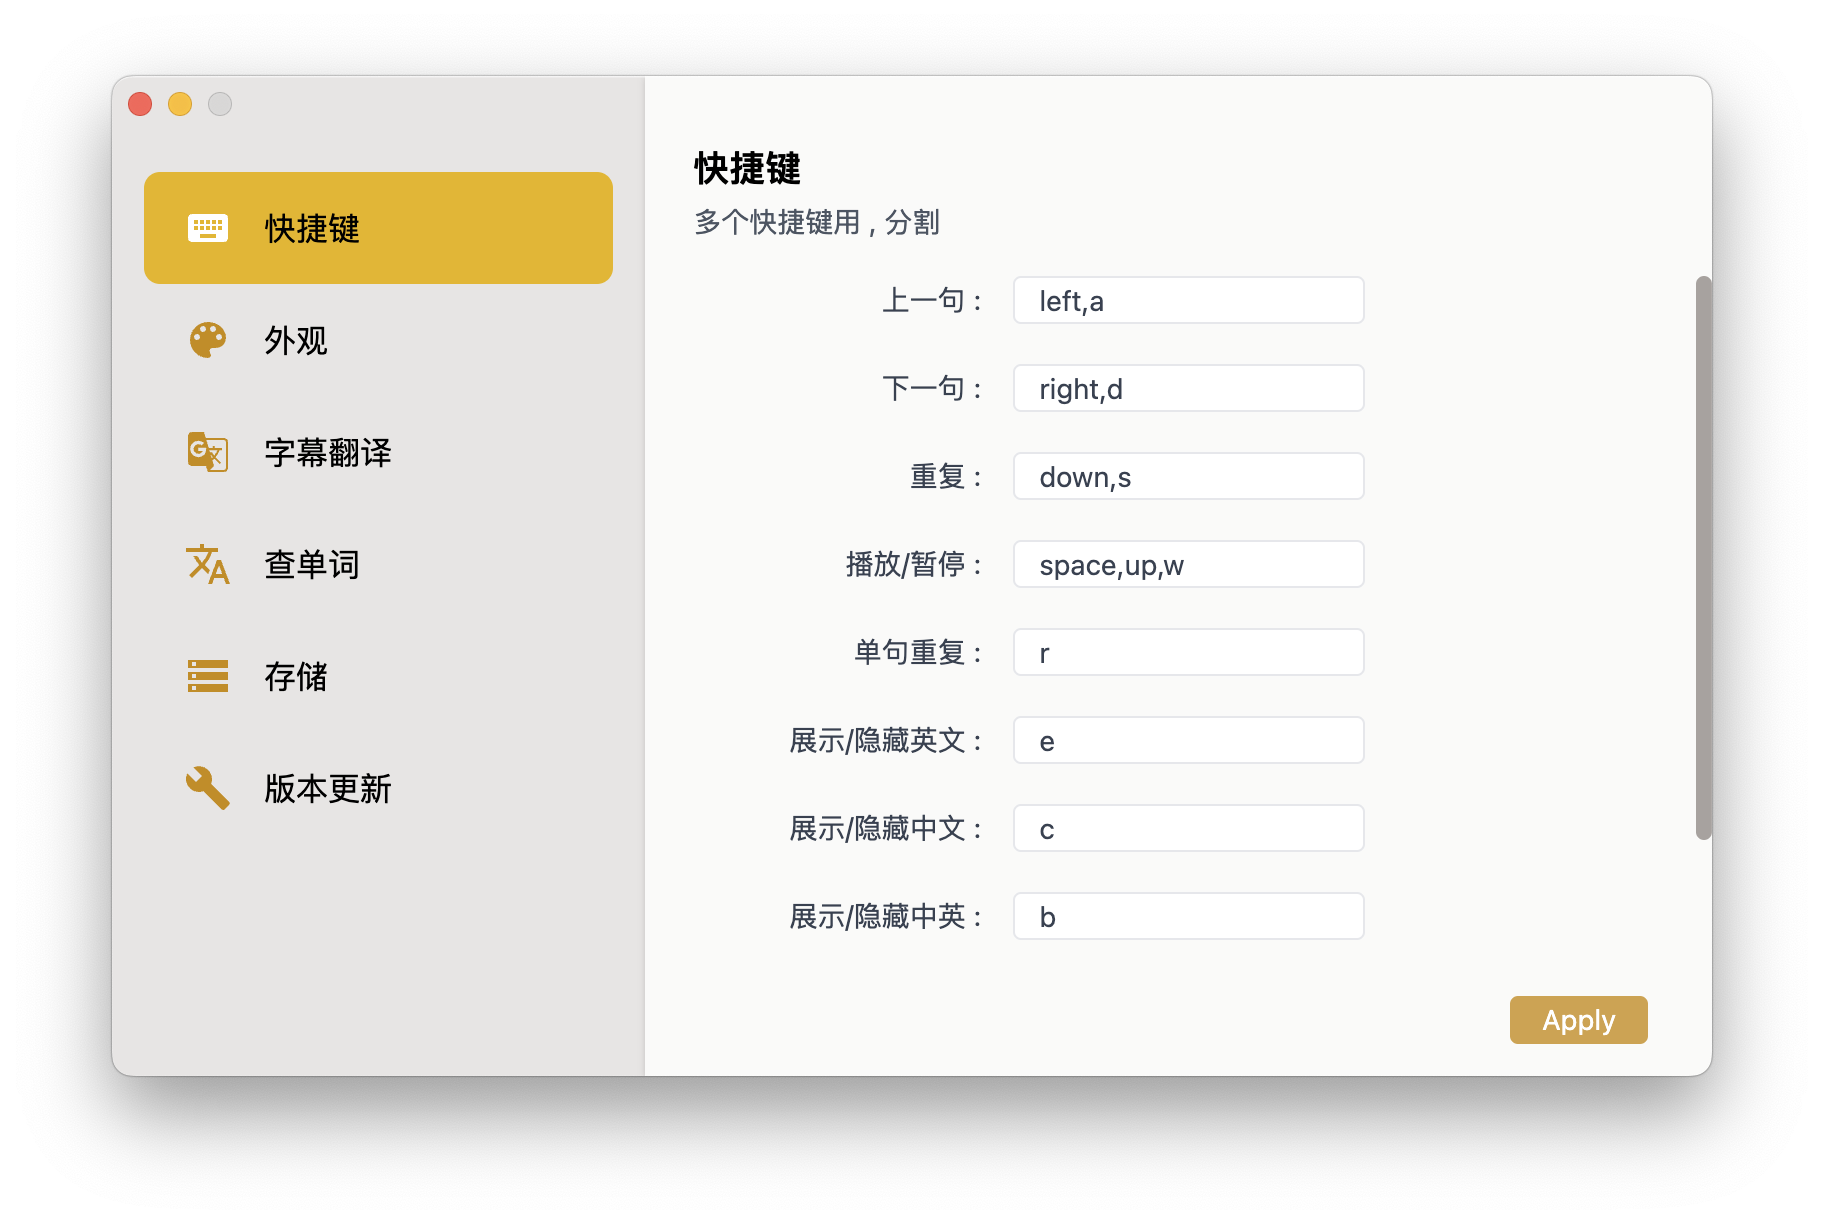 快捷键
外观
字幕翻译
查单词
存储
版本更新
快捷键
多个快捷键用 , 分割
上一句 : left,a
下一句 : right,d
重复 : down,s
播放/暂停 : space,up,w
单句重复 : r
展示/隐藏英文 : e
展示/隐藏中文 : c
展示/隐藏中英 : b
Apply